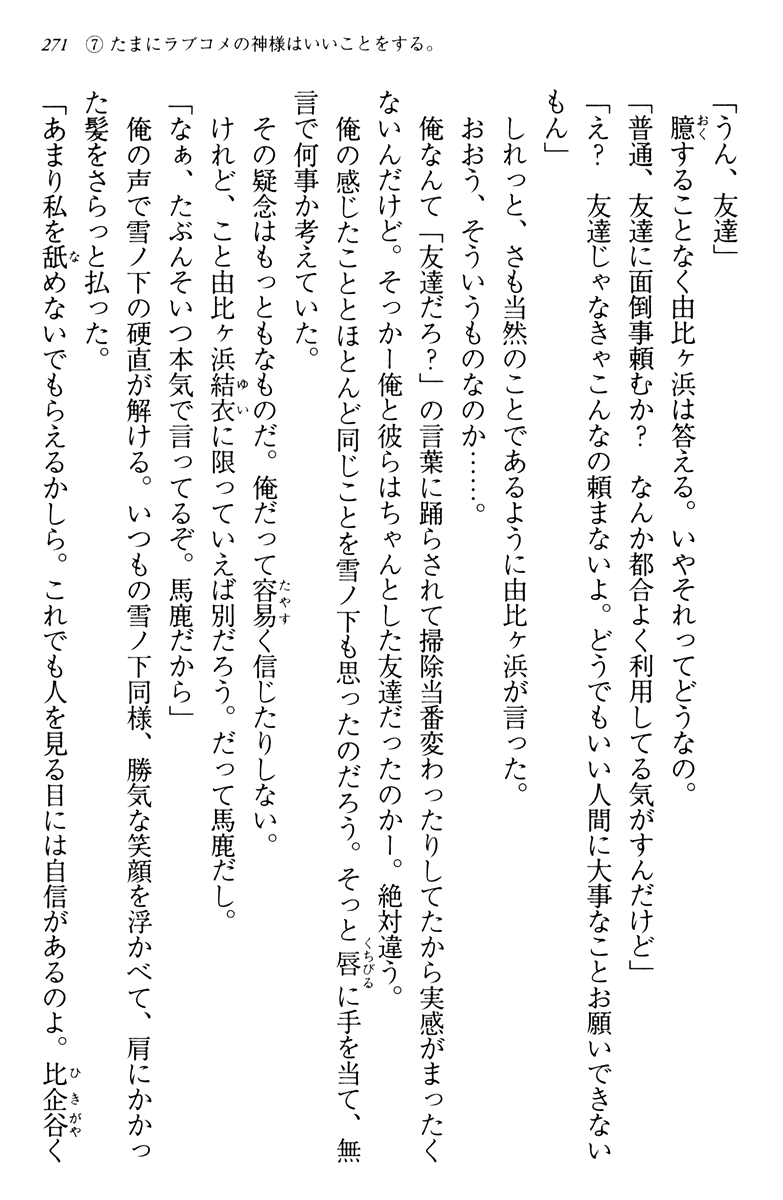 271 ⑦ たまにラブコメの神様はいいことをする。
「うん、友達」
臆することなく由比ヶ浜は答える。いやそれってどうなの。
「普通、友達に面倒事頼むか？　なんか都合よく利用してる気がすんだけど」
「え？　友達じゃなきゃこんなの頼まないよ。どうでもいい人間に大事なことお願いできない
もん」
しれっと、さも当然のことであるように由比ヶ浜が言った。
おおう、そういうものなのか……。
俺なんて「友達だろ？」の言葉に踊らされて掃除当番変わったりしてたから実感がまったく
ないんだけど。そっかー俺と彼らはちゃんとした友達だったのかー。絶対違う。
俺の感じたこととほとんど同じことを雪ノ下も思ったのだろう。そっと唇に手を当て、無
言で何事か考えていた。
その疑念はもっともなものだ。俺だって容易く信じたりしない。
けれど、こと由比ヶ浜結衣に限っていえば別だろう。だって馬鹿だし。
「なぁ、たぶんそいつ本気で言ってるぞ。馬鹿だから」
俺の声で雪ノ下の硬直が解ける。いつもの雪ノ下同様、勝気な笑顔を浮かべて、肩にかかっ
た髪をさらっと払った。
「あまり私を舐めないでもらえるかしら。これでも人を見る目には自信があるのよ。比企谷く